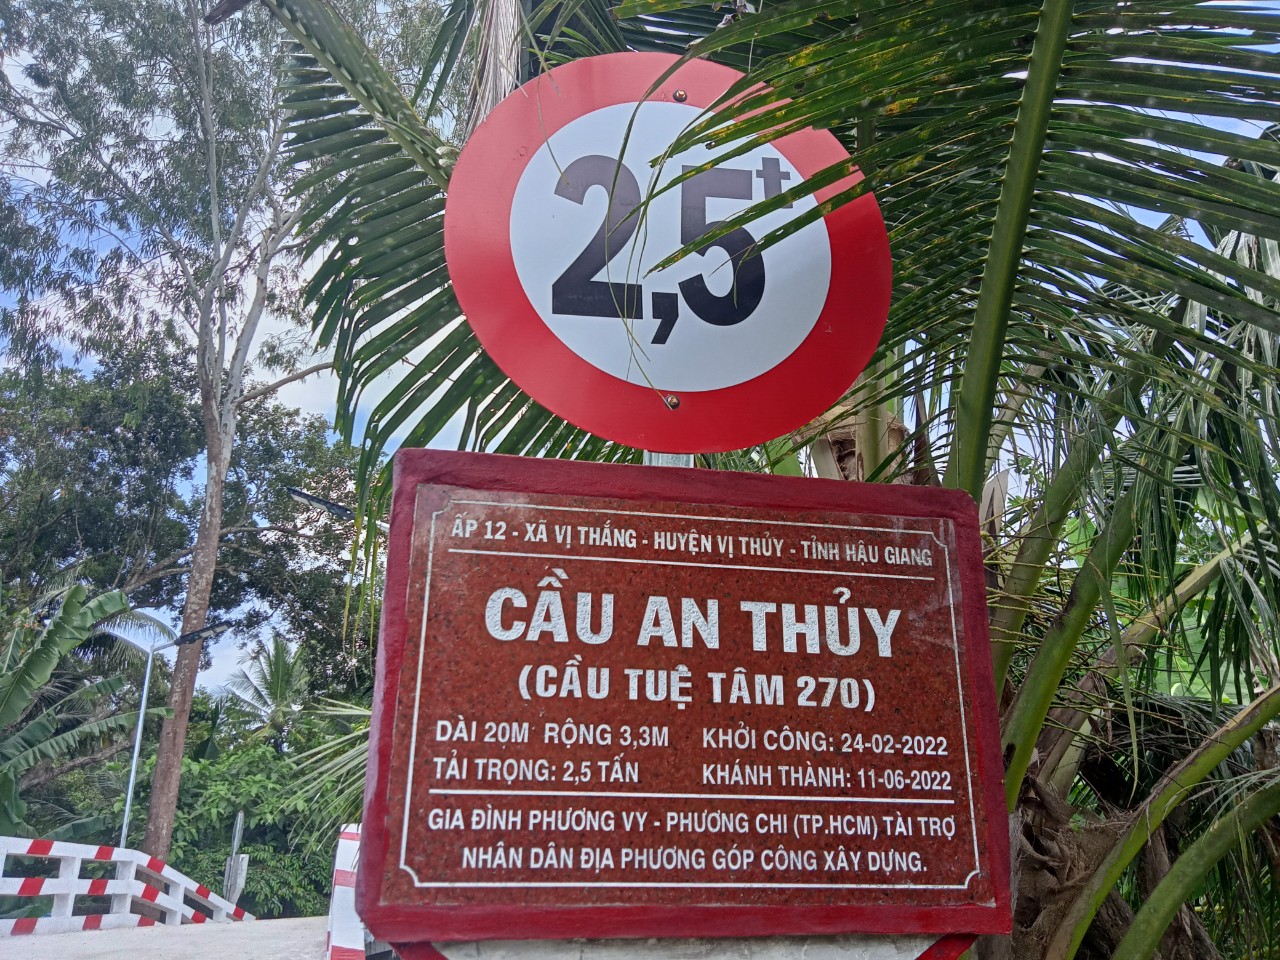 2,5t
ẤP 12 - XÃ VỊ THẮNG - HUYỆN VỊ THỦY - TỈNH HẬU GIANG
CẦU AN THỦY
(CẦU TUỆ TÂM 270)
DÀI 20M RỘNG 3,3M KHỞI CÔNG: 24-02-2022
TẢI TRỌNG: 2,5 TẤN KHÁNH THÀNH: 11-06-2022
GIA ĐÌNH PHƯƠNG VY - PHƯƠNG CHI (TP.HCM) TÀI TRỢ
NHÂN DÂN ĐỊA PHƯƠNG GÓP CÔNG XÂY DỰNG.